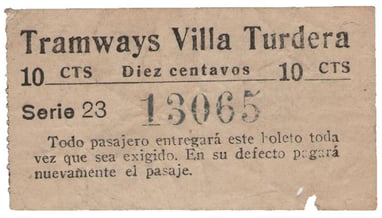 Tramways Villa Turdera
10 CTS Diez centavos 10 CTS
Serie 23 13065
Todo pasajero entregará este boleto toda
vez que sea exigido. En su defecto pagará
nuevamente el pasaje.